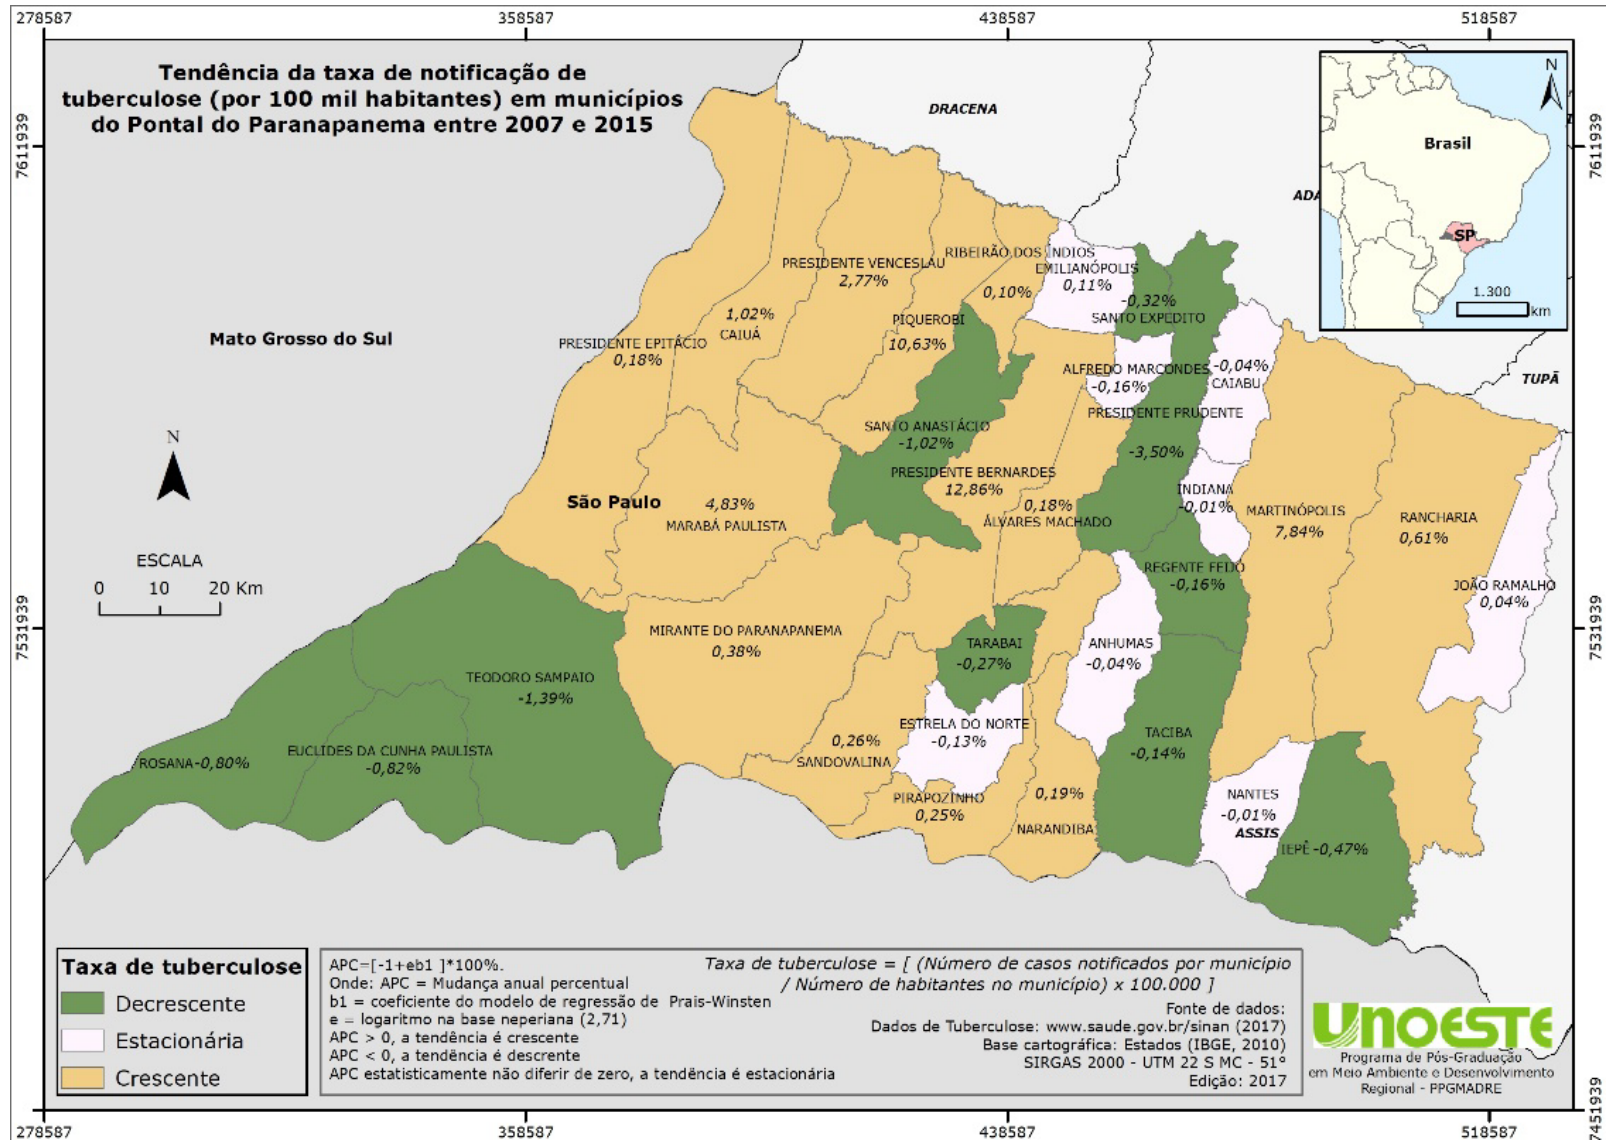 278587
358587
438587
518587
Tendência da taxa de notificação de
tuberculose (por 100 mil habitantes) em municípios
do Pontal do Paranapanema entre 2007 e 2015
7611939
7611939
DRACENA
ADA
TUPÃ
N
Brasil
SP
1.300
km
Mato Grosso do Sul
São Paulo
N
ESCALA
0 10 20 Km
RIBEIRÃO DOS ÍNDIOS
0,10%
EMILIANÓPOLIS
0,11%
PRESIDENTE VENCESLAU
2,77%
-0,32%
SANTO EXPEDITO
1,02%
CAIUÁ
PIQUEROBI
10,63%
PRESIDENTE EPITÁCIO
0,18%
ALFREDO MARCONDES
-0,16%
-0,04%
CAIABU
PRESIDENTE PRUDENTE
-3,50%
SANTO ANASTÁCIO
-1,02%
PRESIDENTE BERNARDES
12,86%
0,18%
ÁLVARES MACHADO
INDIANA
-0,01%
MARTINÓPOLIS
7,84%
RANCHARIA
0,61%
4,83%
MARABÁ PAULISTA
REGENTE FEIJÓ
-0,16%
JOÃO RAMALHO
0,04%
7531939
7531939
MIRANTE DO PARANAPANEMA
0,38%
TARABAI
-0,27%
ANHUMAS
-0,04%
TEODORO SAMPAIO
-1,39%
ESTRELA DO NORTE
-0,13%
TACIBA
-0,14%
0,26%
SANDOVALINA
EUCLIDES DA CUNHA PAULISTA
-0,82%
ROSANA-0,80%
PIRAPOZINHO
0,25%
0,19%
NARANDIBA
NANTES
-0,01%
ASSIS
IEPÊ -0,47%
Taxa de tuberculose
Decrescente
Estacionária
Crescente
APC=[-1+eb1 ]*100%.
Onde: APC = Mudança anual percentual
b1 = coeficiente do modelo de regressão de Prais-Winsten
e = logaritmo na base neperiana (2,71)
APC > 0, a tendência é crescente
APC < 0, a tendência é descrente
APC estatisticamente não diferir de zero, a tendência é estacionária
Taxa de tuberculose = [ (Número de casos notificados por município
/ Número de habitantes no município) x 100.000 ]
Fonte de dados:
Dados de Tuberculose: www.saude.gov.br/sinan (2017)
Base cartográfica: Estados (IBGE, 2010)
SIRGAS 2000 - UTM 22 S MC - 51º
Edição: 2017
UNOESTE
Programa de Pós-Graduação
em Meio Ambiente e Desenvolvimento
Regional - PPGMADRE
7451939
278587
358587
438587
518587